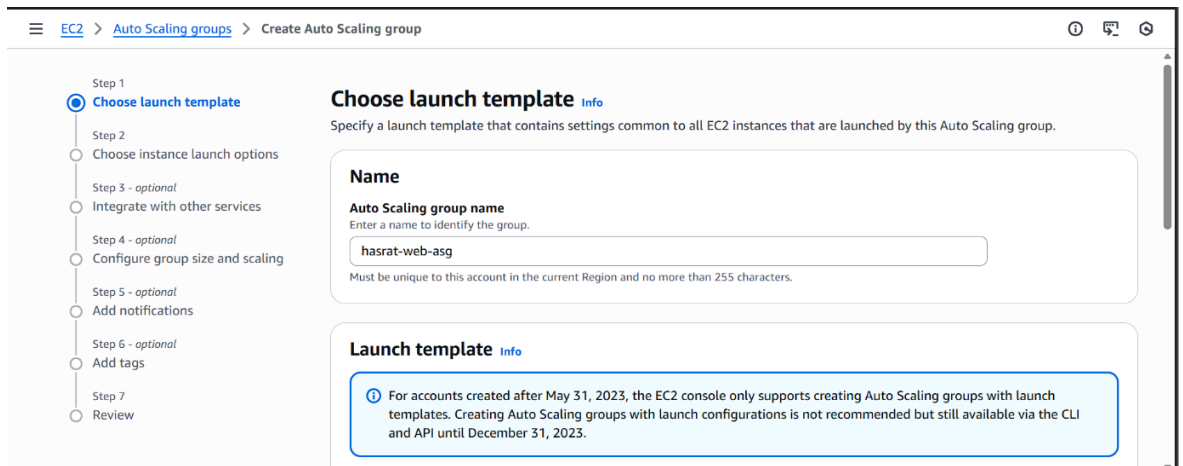 EC2 > Auto Scaling groups > Create Auto Scaling group
Step 1
Choose launch template
Step 2
Choose instance launch options
Step 3 - optional
Integrate with other services
Step 4 - optional
Configure group size and scaling
Step 5 - optional
Add notifications
Step 6 - optional
Add tags
Step 7
Review
Choose launch template Info
Specify a launch template that contains settings common to all EC2 instances that are launched by this Auto Scaling group.
Name
Auto Scaling group name
Enter a name to identify the group.
hasrat-web-asg
Must be unique to this account in the current Region and no more than 255 characters.
Launch template Info
For accounts created after May 31, 2023, the EC2 console only supports creating Auto Scaling groups with launch
templates. Creating Auto Scaling groups with launch configurations is not recommended but still available via the CLI
and API until December 31, 2023.